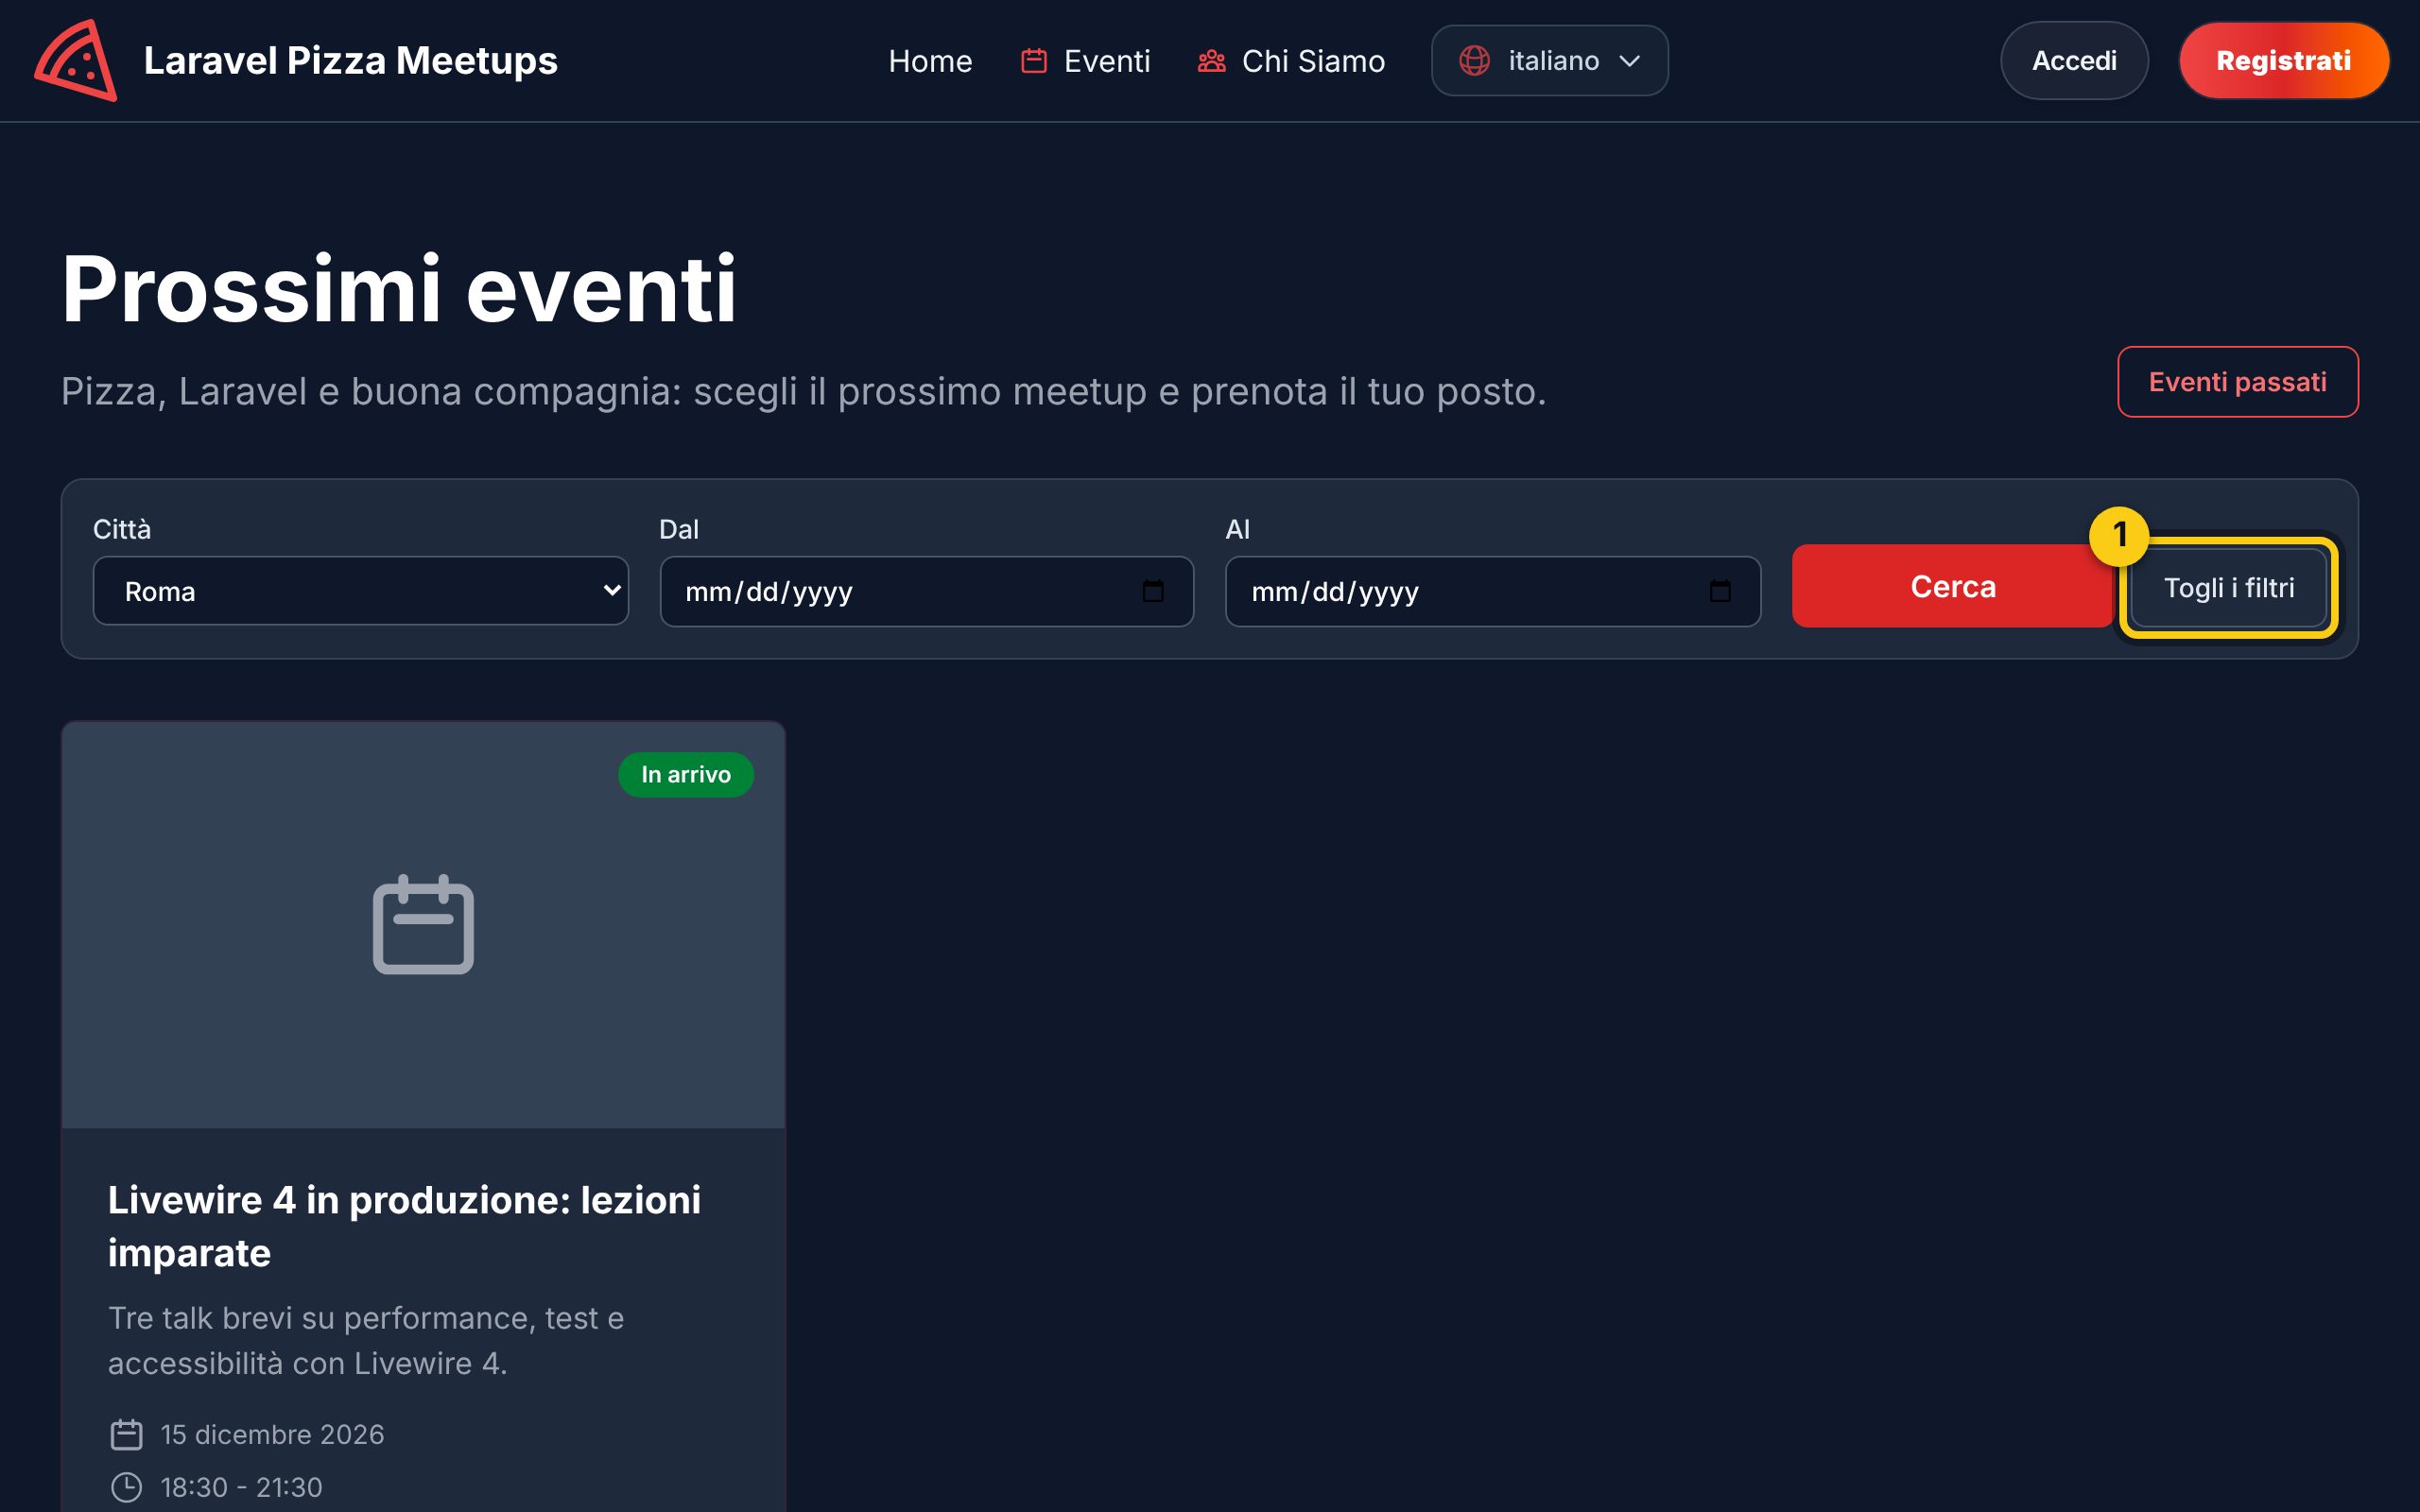 Laravel Pizza Meetups
Home
Eventi
Chi Siamo
italiano
Accedi
Registrati
Prossimi eventi
Pizza, Laravel e buona compagnia: scegli il prossimo meetup e prenota il tuo posto.
Eventi passati
Città
Dal
Al
Roma
mm/dd/yyyy
mm/dd/yyyy
Cerca
1
Togli i filtri
In arrivo
Livewire 4 in produzione: lezioni
imparate
Tre talk brevi su performance, test e
accessibilità con Livewire 4.
15 dicembre 2026
18:30 - 21:30